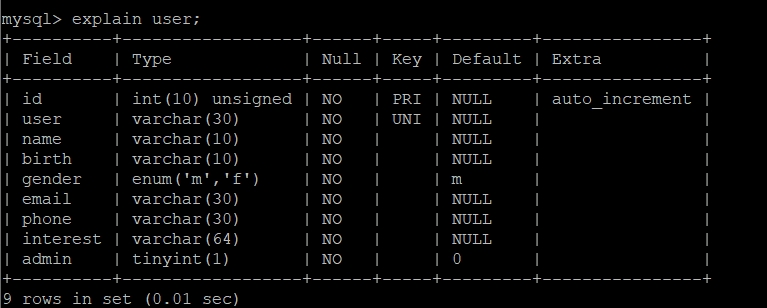 mysql> explain user;
+----------+------------------+------+-----+---------+----------------+
| Field    | Type             | Null | Key | Default | Extra          |
+----------+------------------+------+-----+---------+----------------+
| id       | int(10) unsigned | NO   | PRI | NULL    | auto_increment |
| user     | varchar(30)      | NO   | UNI | NULL    |                |
| name     | varchar(10)      | NO   |     | NULL    |                |
| birth    | varchar(10)      | NO   |     | NULL    |                |
| gender   | enum('m','f')    | NO   |     | m       |                |
| email    | varchar(30)      | NO   |     | NULL    |                |
| phone    | varchar(30)      | NO   |     | NULL    |                |
| interest | varchar(64)      | NO   |     | NULL    |                |
| admin    | tinyint(1)       | NO   |     | 0       |                |
+----------+------------------+------+-----+---------+----------------+
9 rows in set (0.01 sec)